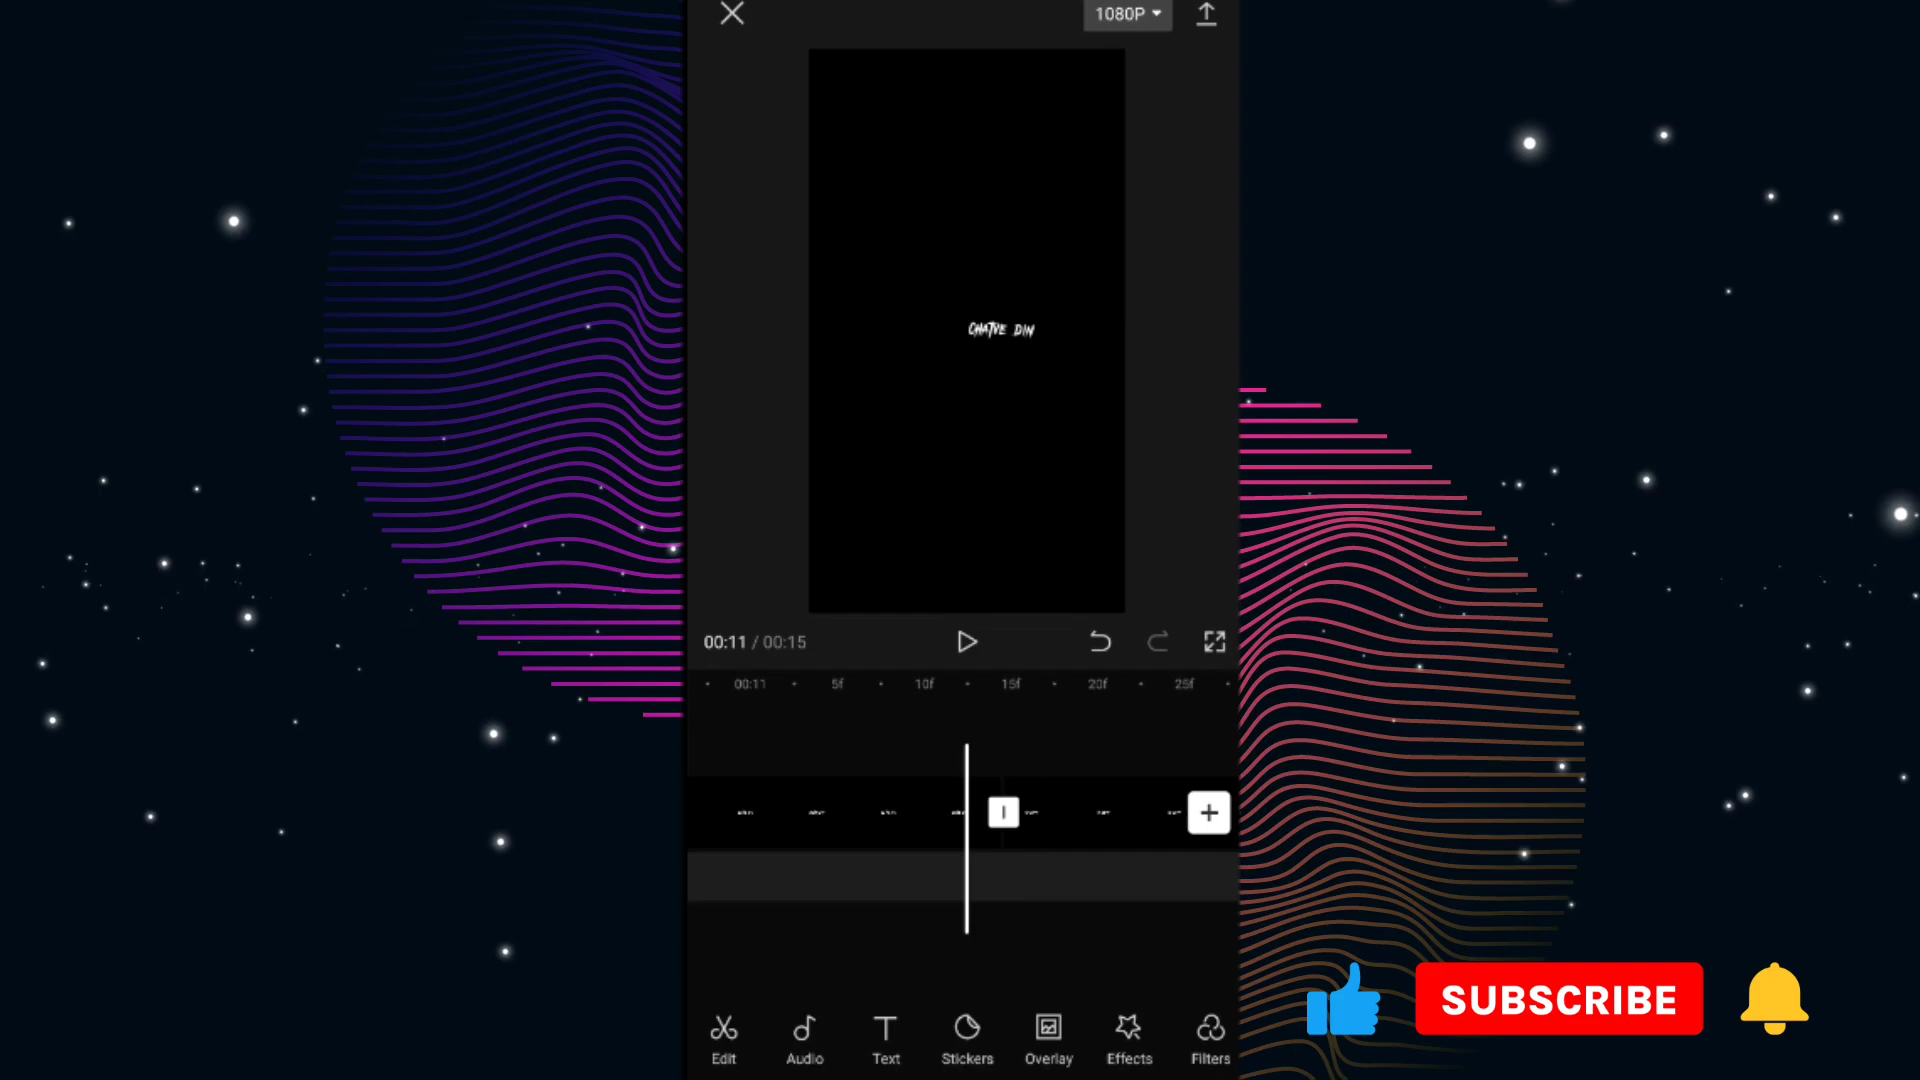 1080P
CHATVE DIN
00:11 / 00:15
00:11 5f 10f 15f 20f 25f
Edit Audio Text Stickers Overlay Effects Filters
SUBSCRIBE